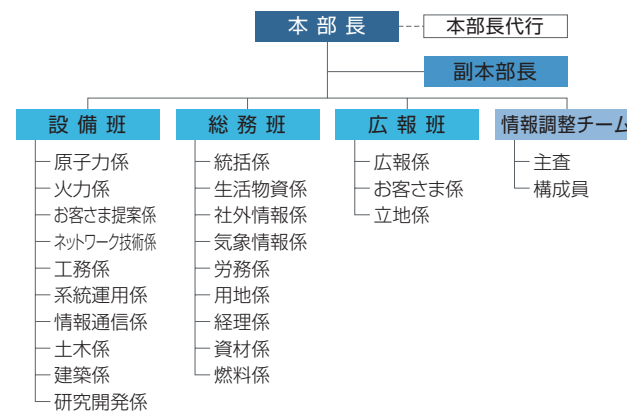 本部長
本部長代行
副本部長
設備班
原子力係
火力係
お客さま提案係
ネットワーク技術係
工務係
系統運用係
情報通信係
土木係
建築係
研究開発係
総務班
統括係
生活物資係
社外情報係
気象情報係
労務係
用地係
経理係
資材係
燃料係
広報班
広報係
お客さま係
立地係
情報調整チーム
主査
構成員